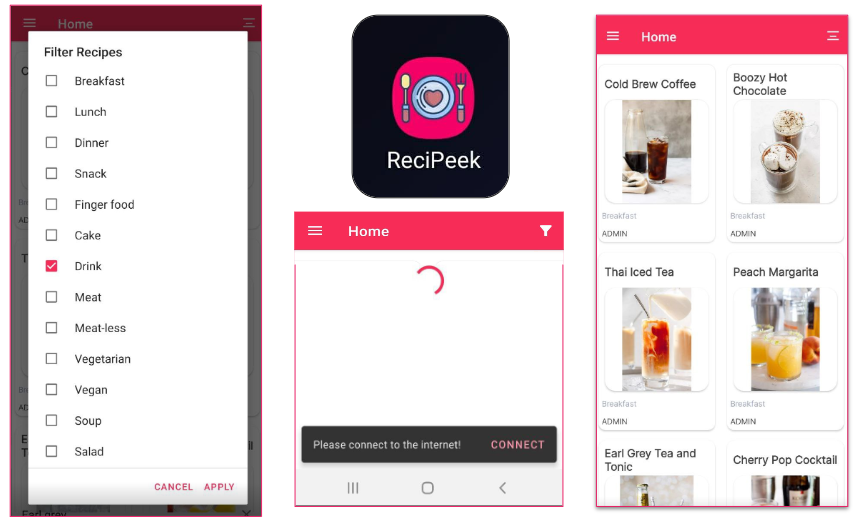 Home
Filter Recipes
Breakfast
Lunch
Dinner
Snack
Finger food
Cake
Drink
Meat
Meat-less
Vegetarian
Vegan
Soup
Salad
CANCEL APPLY
Earl grey
ReciPeek
Home
Please connect to the internet! CONNECT
Home
Cold Brew Coffee
Breakfast
ADMIN
Boozy Hot
Chocolate
Breakfast
ADMIN
Thai Iced Tea
Breakfast
ADMIN
Peach Margarita
Breakfast
ADMIN
Earl Grey Tea and
Tonic
Cherry Pop Cocktail